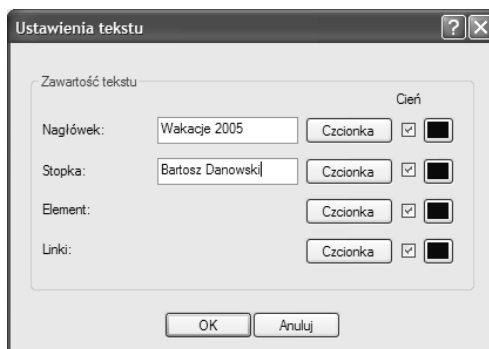 Ustawienia tekstu
Zawartość tekstu
Cień
Nagłówek: Wakacje 2005 Czcionka
Stopka: Bartosz Danowski Czcionka
Element: Czcionka
Linki: Czcionka
OK Anuluj